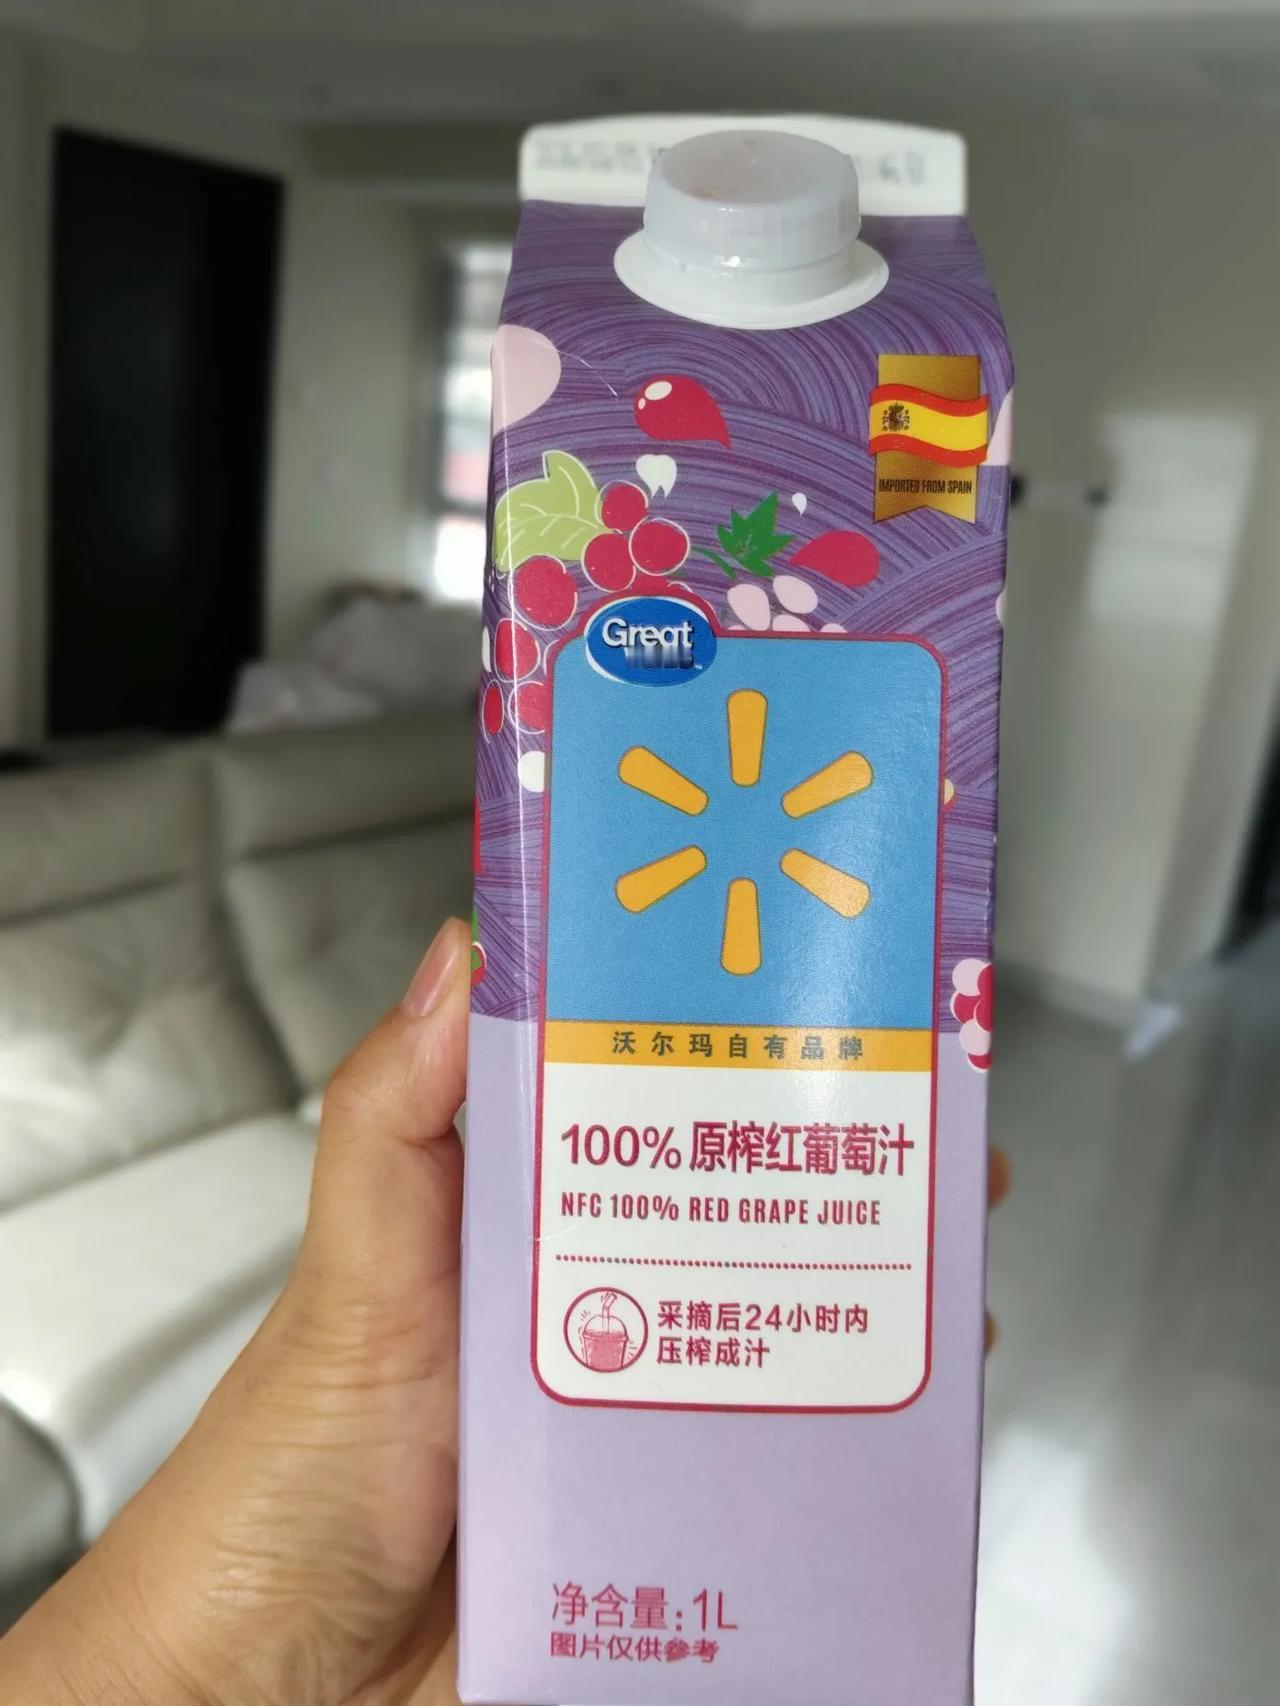 IMPORTED FROM SPAIN
Great
沃尔玛自有品牌
100%原榨红葡萄汁
NFC 100% RED GRAPE JUICE
采摘后24小时内
压榨成汁
净含量:1L
图片仅供参考